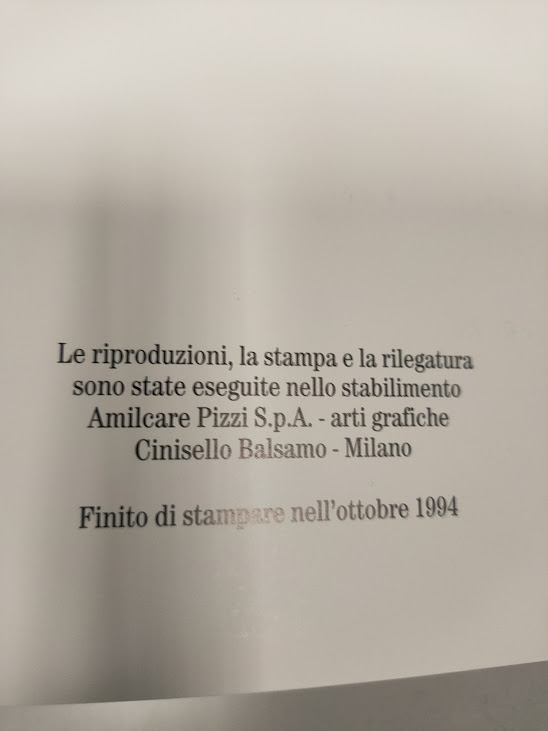 Le riproduzioni, la stampa e la rilegatura
sono state eseguite nello stabilimento
Amilcare Pizzi S.p.A. - arti grafiche
Cinisello Balsamo - Milano
Finito di stampare nell'ottobre 1994